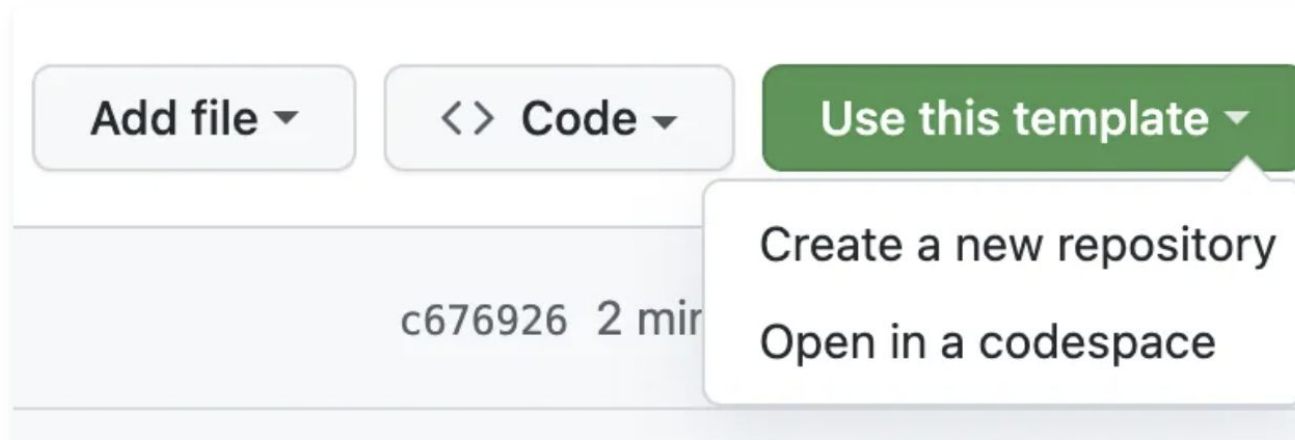 Add file
<> Code
Use this template
Create a new repository
c676926 2
Open in a codespace